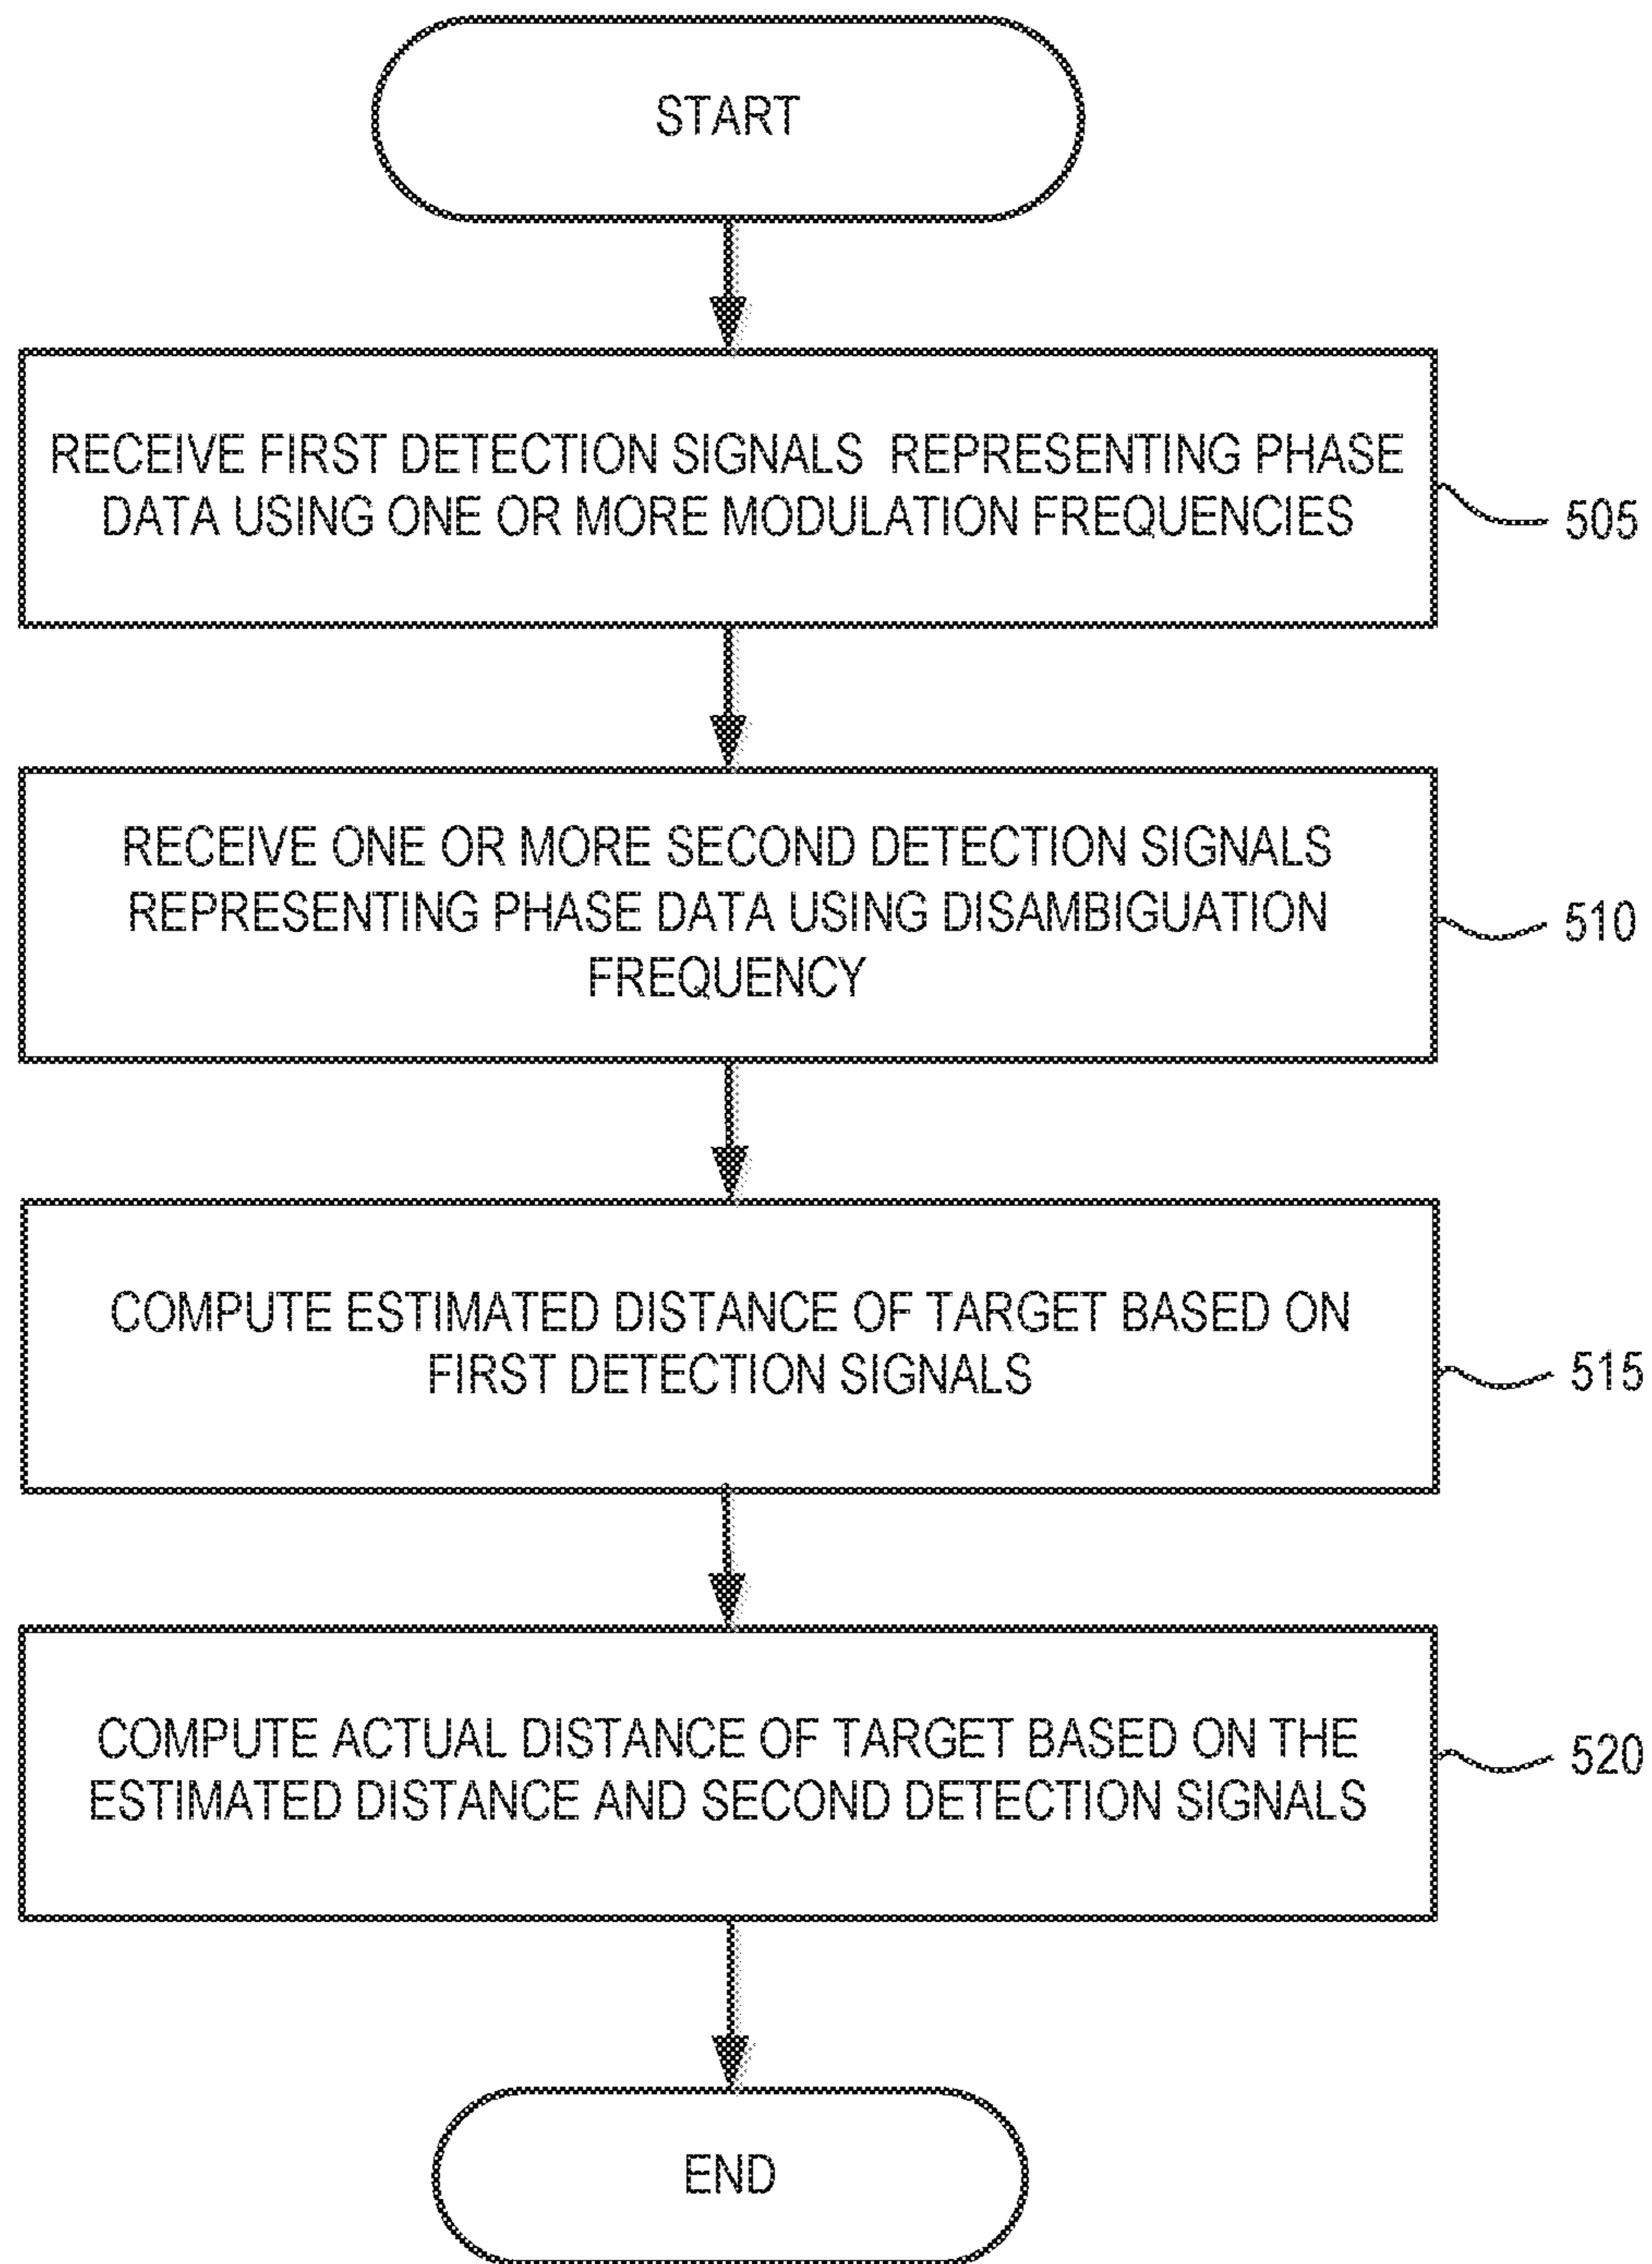 START
RECEIVE FIRST DETECTION SIGNALS REPRESENTING PHASE
DATA USING ONE OR MORE MODULATION FREQUENCIES
505
RECEIVE ONE OR MORE SECOND DETECTION SIGNALS
REPRESENTING PHASE DATA USING DISAMBIGUATION
FREQUENCY
510
COMPUTE ESTIMATED DISTANCE OF TARGET BASED ON
FIRST DETECTION SIGNALS
515
COMPUTE ACTUAL DISTANCE OF TARGET BASED ON THE
ESTIMATED DISTANCE AND SECOND DETECTION SIGNALS
520
END